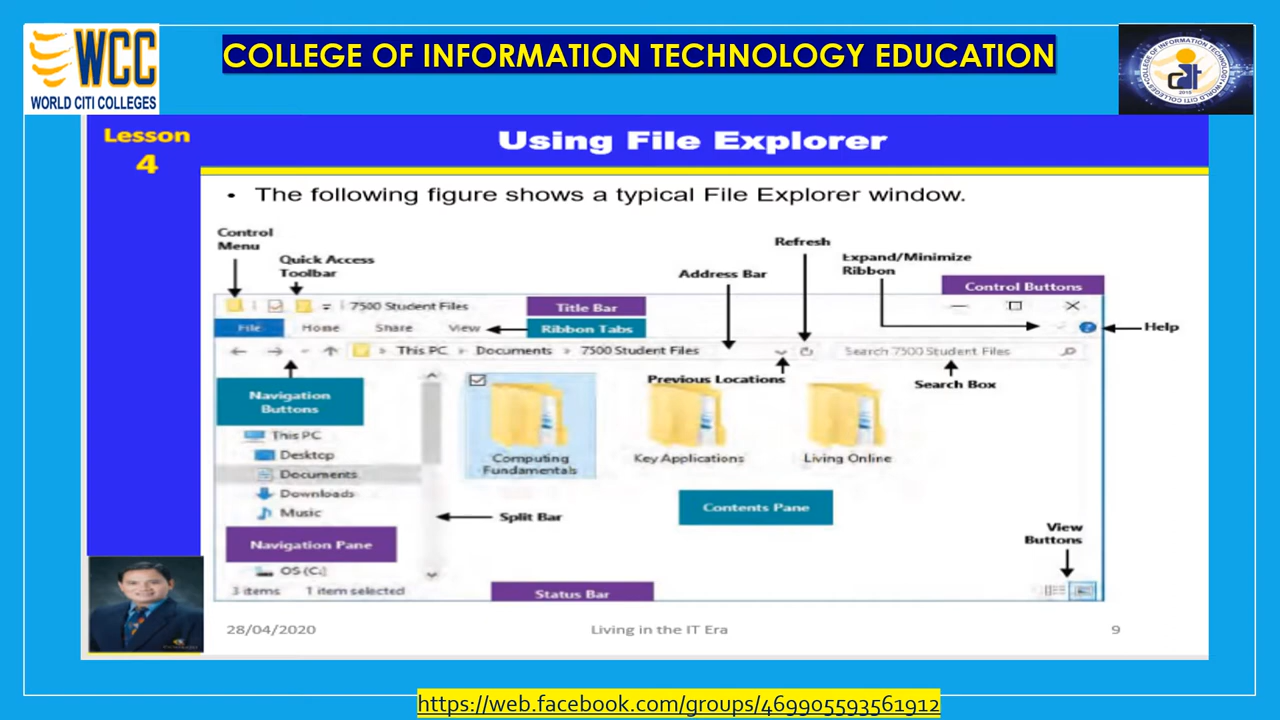 WCC
WORLD CITI COLLEGES
COLLEGE OF INFORMATION TECHNOLOGY EDUCATION
Lesson
4
Using File Explorer
• The following figure shows a typical File Explorer window.
Control
Menu
Quick Access
Toolbar
Address Bar
Refresh
Expand/Minimize
Ribbon
Control Buttons
7500 Student Files
Title Bar
File Home Share View
Ribbon Tabs
Help
This PC > Documents > 7500 Student Files
Search 7500 Student Files
Previous Locations
Search Box
Navigation
Buttons
This PC
Desktop
Documents
Downloads
Music
Navigation Pane
OS (C:)
Computing
Fundamentals
Key Applications
Living Online
Split Bar
Contents Pane
View
Buttons
3 items 1 item selected
Status Bar
28/04/2020
Living in the IT Era
9
https://web.facebook.com/groups/469905593561912